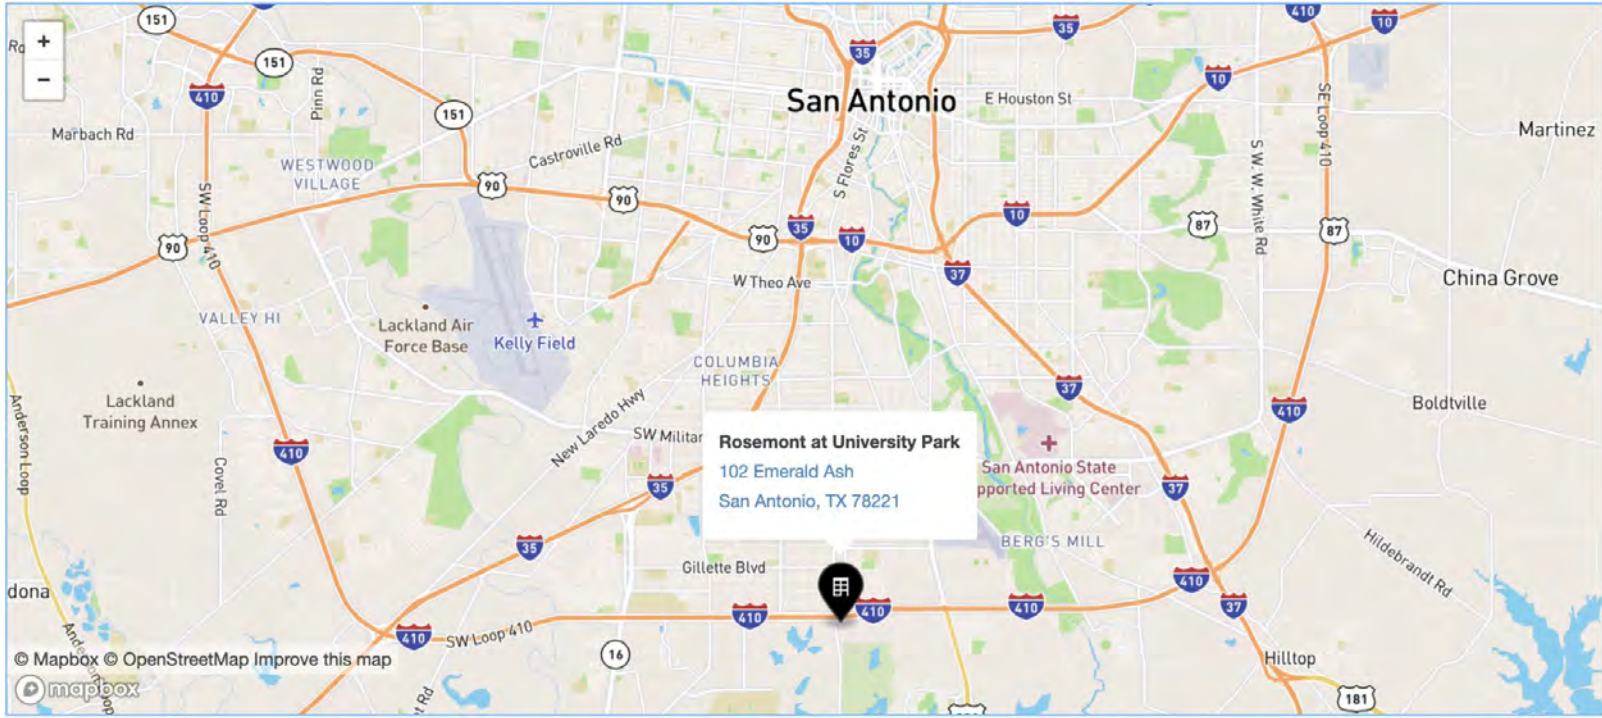 151
410
35
410
10
Rd
+
−
151
Pinn Rd
35
10
410
San Antonio
E Houston St
SE Loop 410
151
Marbach Rd
Martinez
Castroville Rd
S Flores St
S W. W. White Rd
WESTWOOD
VILLAGE
90
90
SW Loop 410
10
87
87
35
90
10
90
37
W Theo Ave
China Grove
VALLEY HI
Lackland Air
Force Base
Kelly Field
COLUMBIA
HEIGHTS
37
Lackland
Training Annex
Anderson Loop
410
Boldtville
New Laredo Hwy
SW Militar
410
Covel Rd
Rosemont at University Park
102 Emerald Ash
San Antonio, TX 78221
San Antonio State
pported Living Center
35
37
35
BERG'S MILL
Hildebrandt Rd
Gillette Blvd
410
dona
410
410
410
37
410
SW Loop 410
Anderson Loop
16
Hilltop
© Mapbox © OpenStreetMap Improve this map
mapbox
t Rd
181